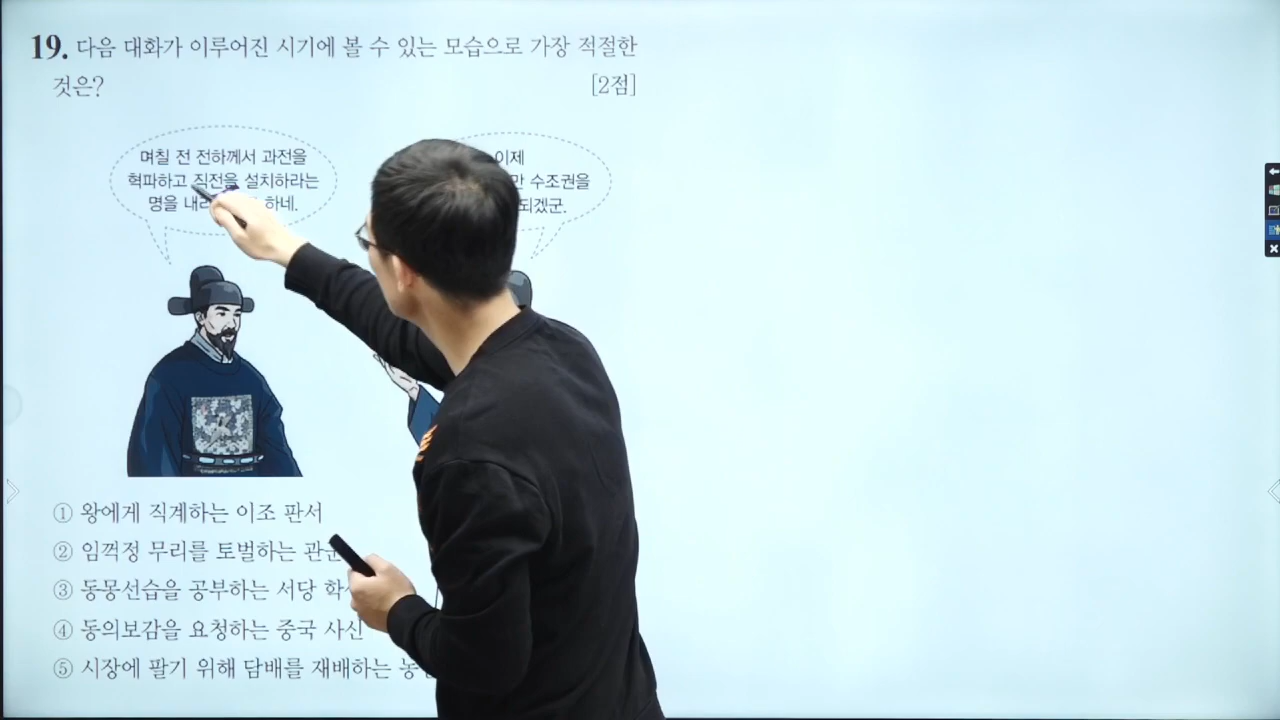 19. 다음 대화가 이루어진 시기에 볼 수 있는 모습으로 가장 적절한
것은? [2점]
며칠 전 전하께서 과전을
혁파하고 직전을 설치하라는
명을 하네.
이제
만 수조권을
되겠군.
① 왕에게 직계하는 이조 판서
② 임꺽정 무리를 토벌하는
③ 동몽선습을 공부하는 서당
④ 동의보감을 요청하는 중국 사신
⑤ 시장에 팔기 위해 담배를 재배하는